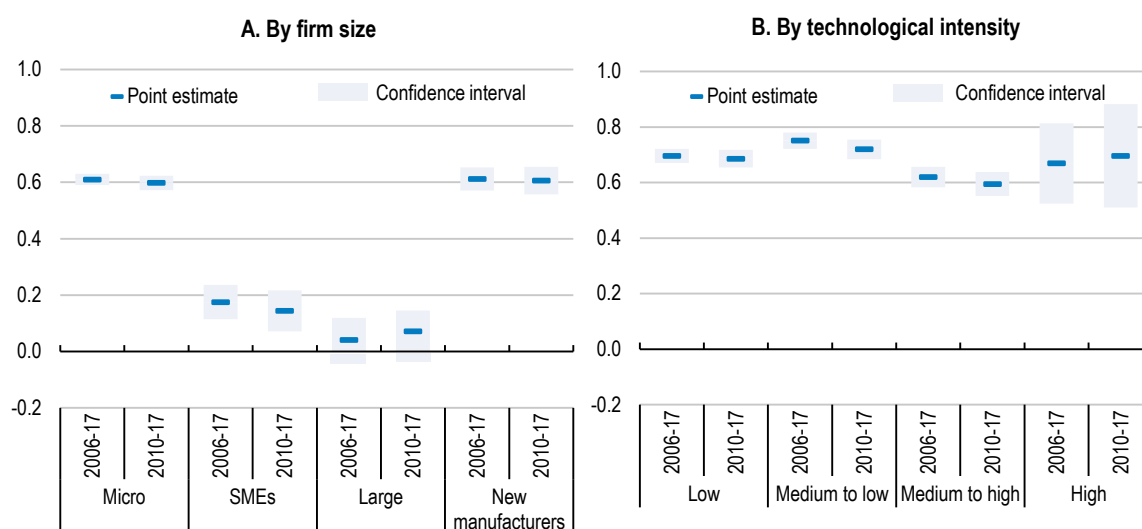 A. By firm size
1.0
Point estimate
Confidence interval
0.8
0.6
0.4
0.2
0.0
-0.2
2006-17
2010-17
2006-17
2010-17
2006-17
2010-17
2006-17
2010-17
Micro
SMEs
Large
New
manufacturers
B. By technological intensity
1.0
Point estimate
Confidence interval
0.8
0.6
0.4
0.2
0.0
-0.2
2006-17
2010-17
2006-17
2010-17
2006-17
2010-17
2006-17
2010-17
Low
Medium to low
Medium to high
High